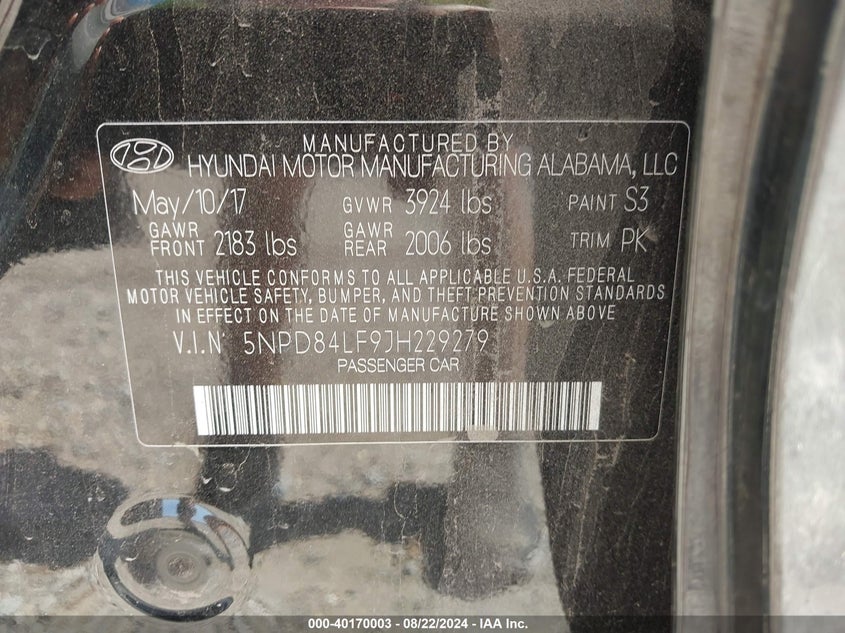 MANUFACTURED BY
HYUNDAI MOTOR MANUFACTURING ALABAMA, LLC
May/10/17 GVWR 3924 lbs PAINT S3
GAWR FRONT 2183 lbs GAWR REAR 2006 lbs TRIM PK
THIS VEHICLE CONFORMS TO ALL APPLICABLE U.S.A. FEDERAL
MOTOR VEHICLE SAFETY, BUMPER, AND THEFT PREVENTION STANDARDS
IN EFFECT ON THE DATE OF MANUFACTURE SHOWN ABOVE
V.I.N: 5NPD84LF9JH229279
PASSENGER CAR
000-40170003 - 08/22/2024 - IAA Inc.